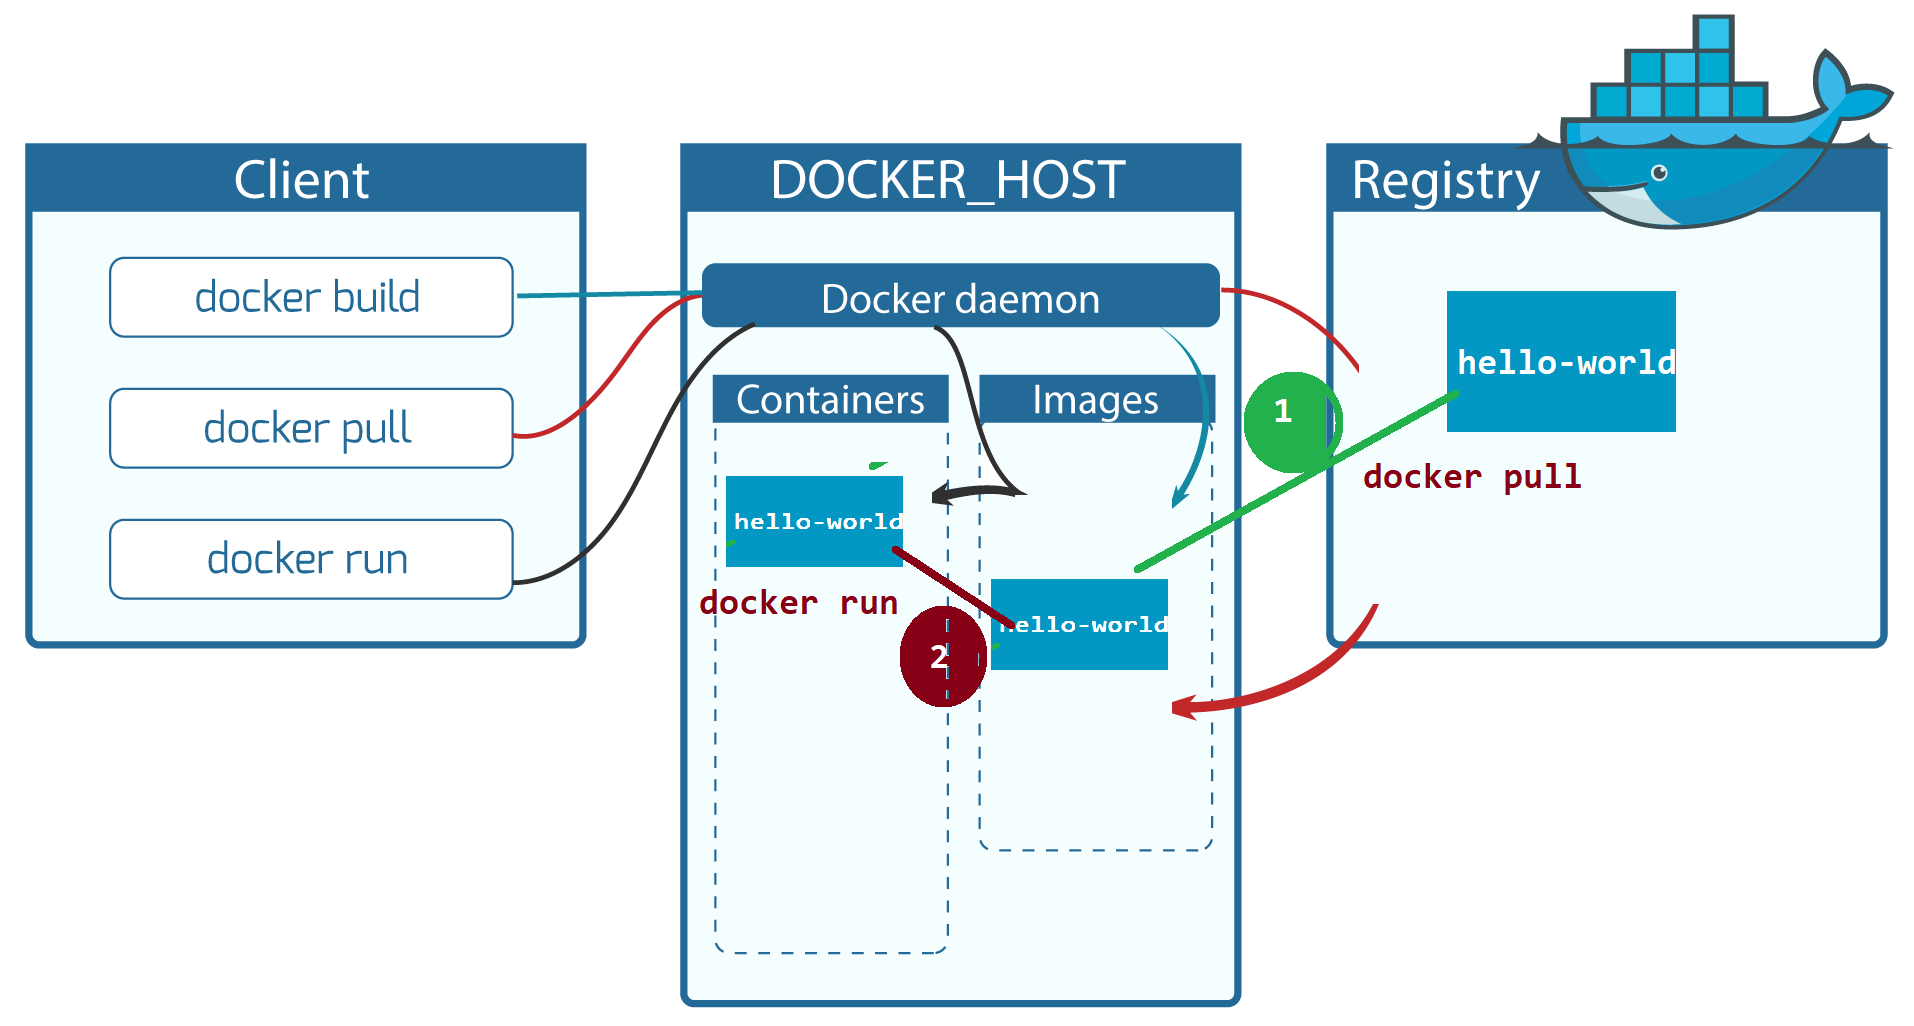 Client
docker build
docker pull
docker run
DOCKER_HOST
Docker daemon
Containers
Images
hello-world
docker run
2
hello-world
1
Registry
hello-world
docker pull